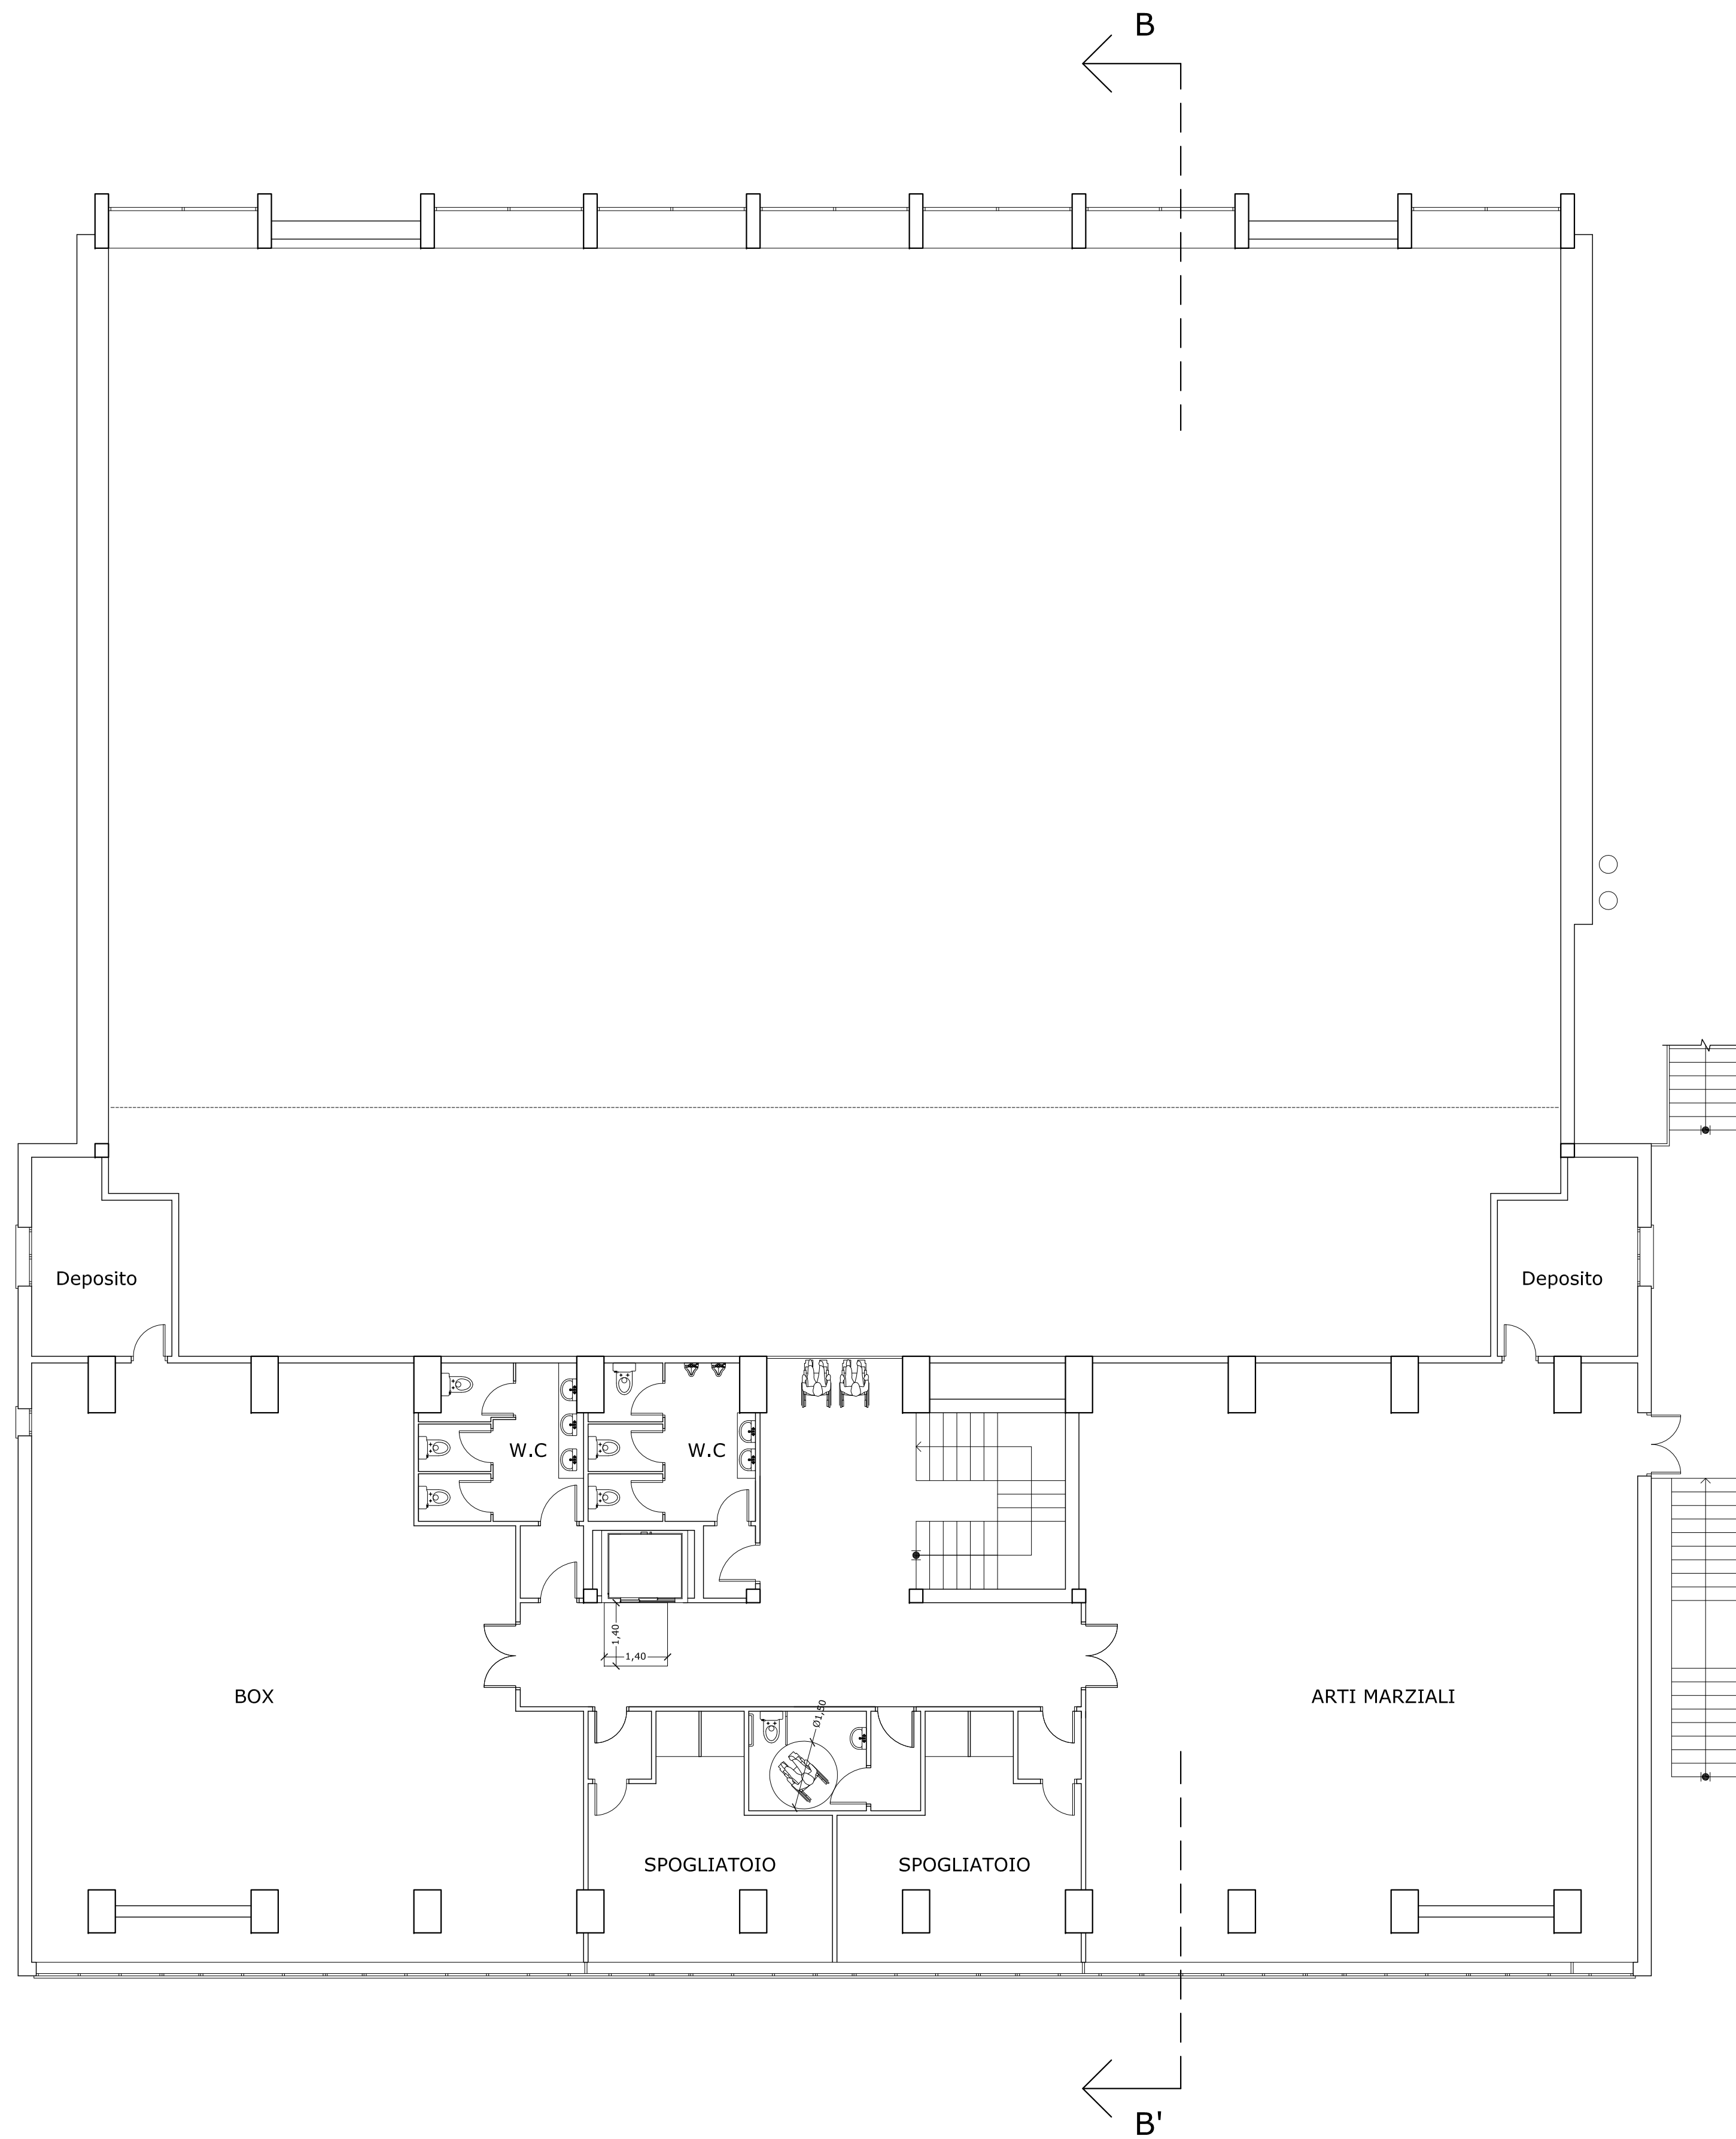 B
Deposito
Deposito
W.C
W.C
1,40
1,40
BOX
ARTI MARZIALI
Ø1,50
SPOGLIATOIO
SPOGLIATOIO
B'